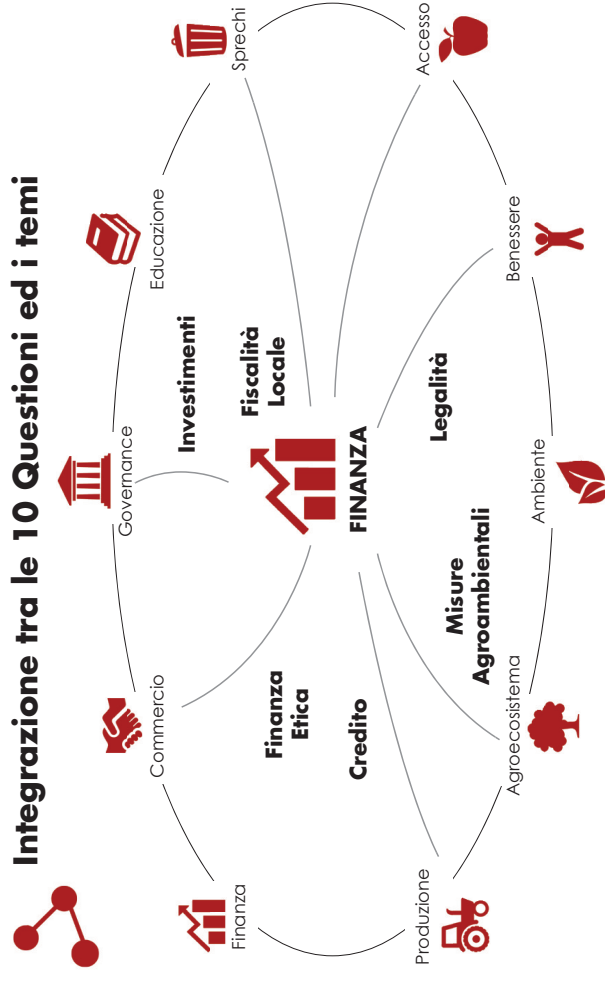 Integrazione tra le 10 Questioni ed i temi
Governance
Commercio
Educazione
Finanza
Sprechi
Investimenti
Finanza
Etica
Fiscalità
Locale
FINANZA
Credito
Legalità
Misure
Agroambientali
Produzione
Accesso
Agroecosistema
Benessere
Ambiente